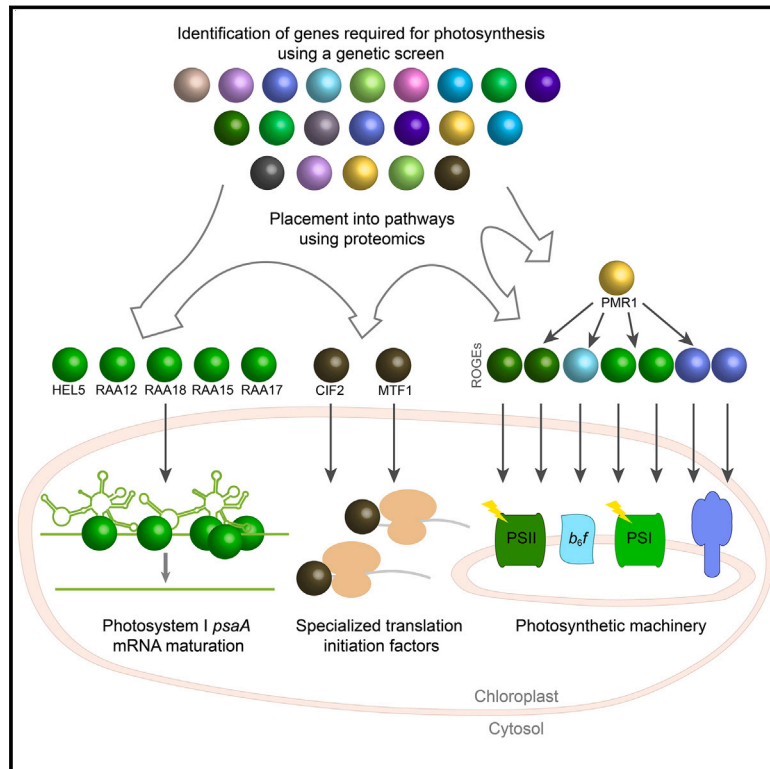 Identification of genes required for photosynthesis
using a genetic screen
Placement into pathways
using proteomics
PMR1
ROGEs
HEL5 RAA12 RAA18 RAA15 RAA17
CIF2 MTF1
PSII b6f PSI
Photosystem I psaA
mRNA maturation
Specialized translation
initiation factors
Photosynthetic machinery
Chloroplast
Cytosol